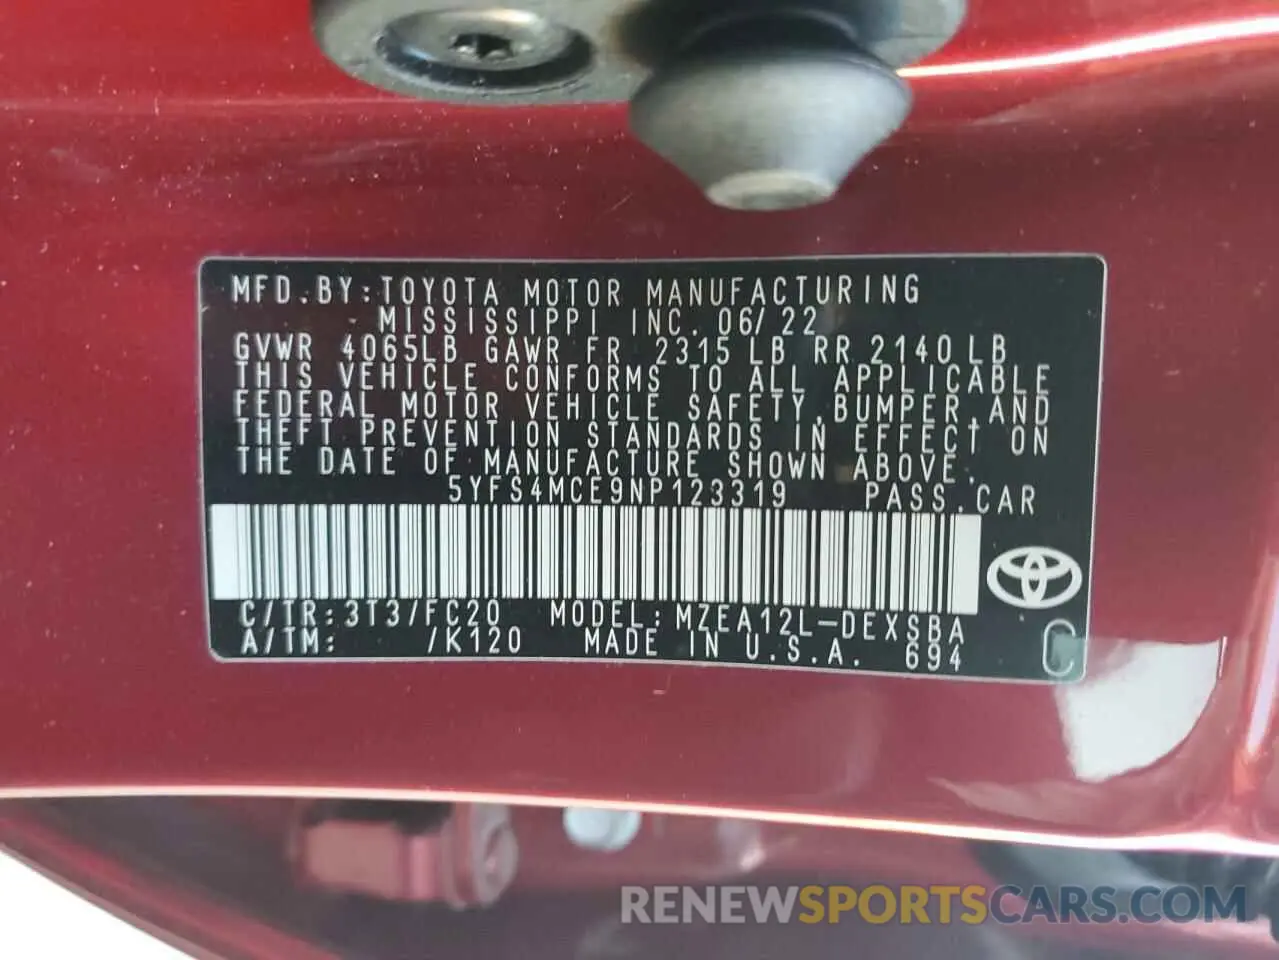 MFD.BY:TOYOTA MOTOR MANUFACTURING
MISSISSIPPI INC. 06/22
GVWR 4065LB GAWR FR 2315 LB RR 2140 LB
THIS VEHICLE CONFORMS TO ALL APPLICABLE
FEDERAL MOTOR VEHICLE SAFETY, BUMPER, AND
THEFT PREVENTION STANDARDS IN EFFECT ON
THE DATE OF MANUFACTURE SHOWN ABOVE.
5YFS4MCE9NP123319 PASS.CAR
C/TR:3T3/FC20 MODEL:MZEA12L-DEXSBA
A/TM: /K120 MADE IN U.S.A. 694
C
RENEWSPORTSCARS.COM